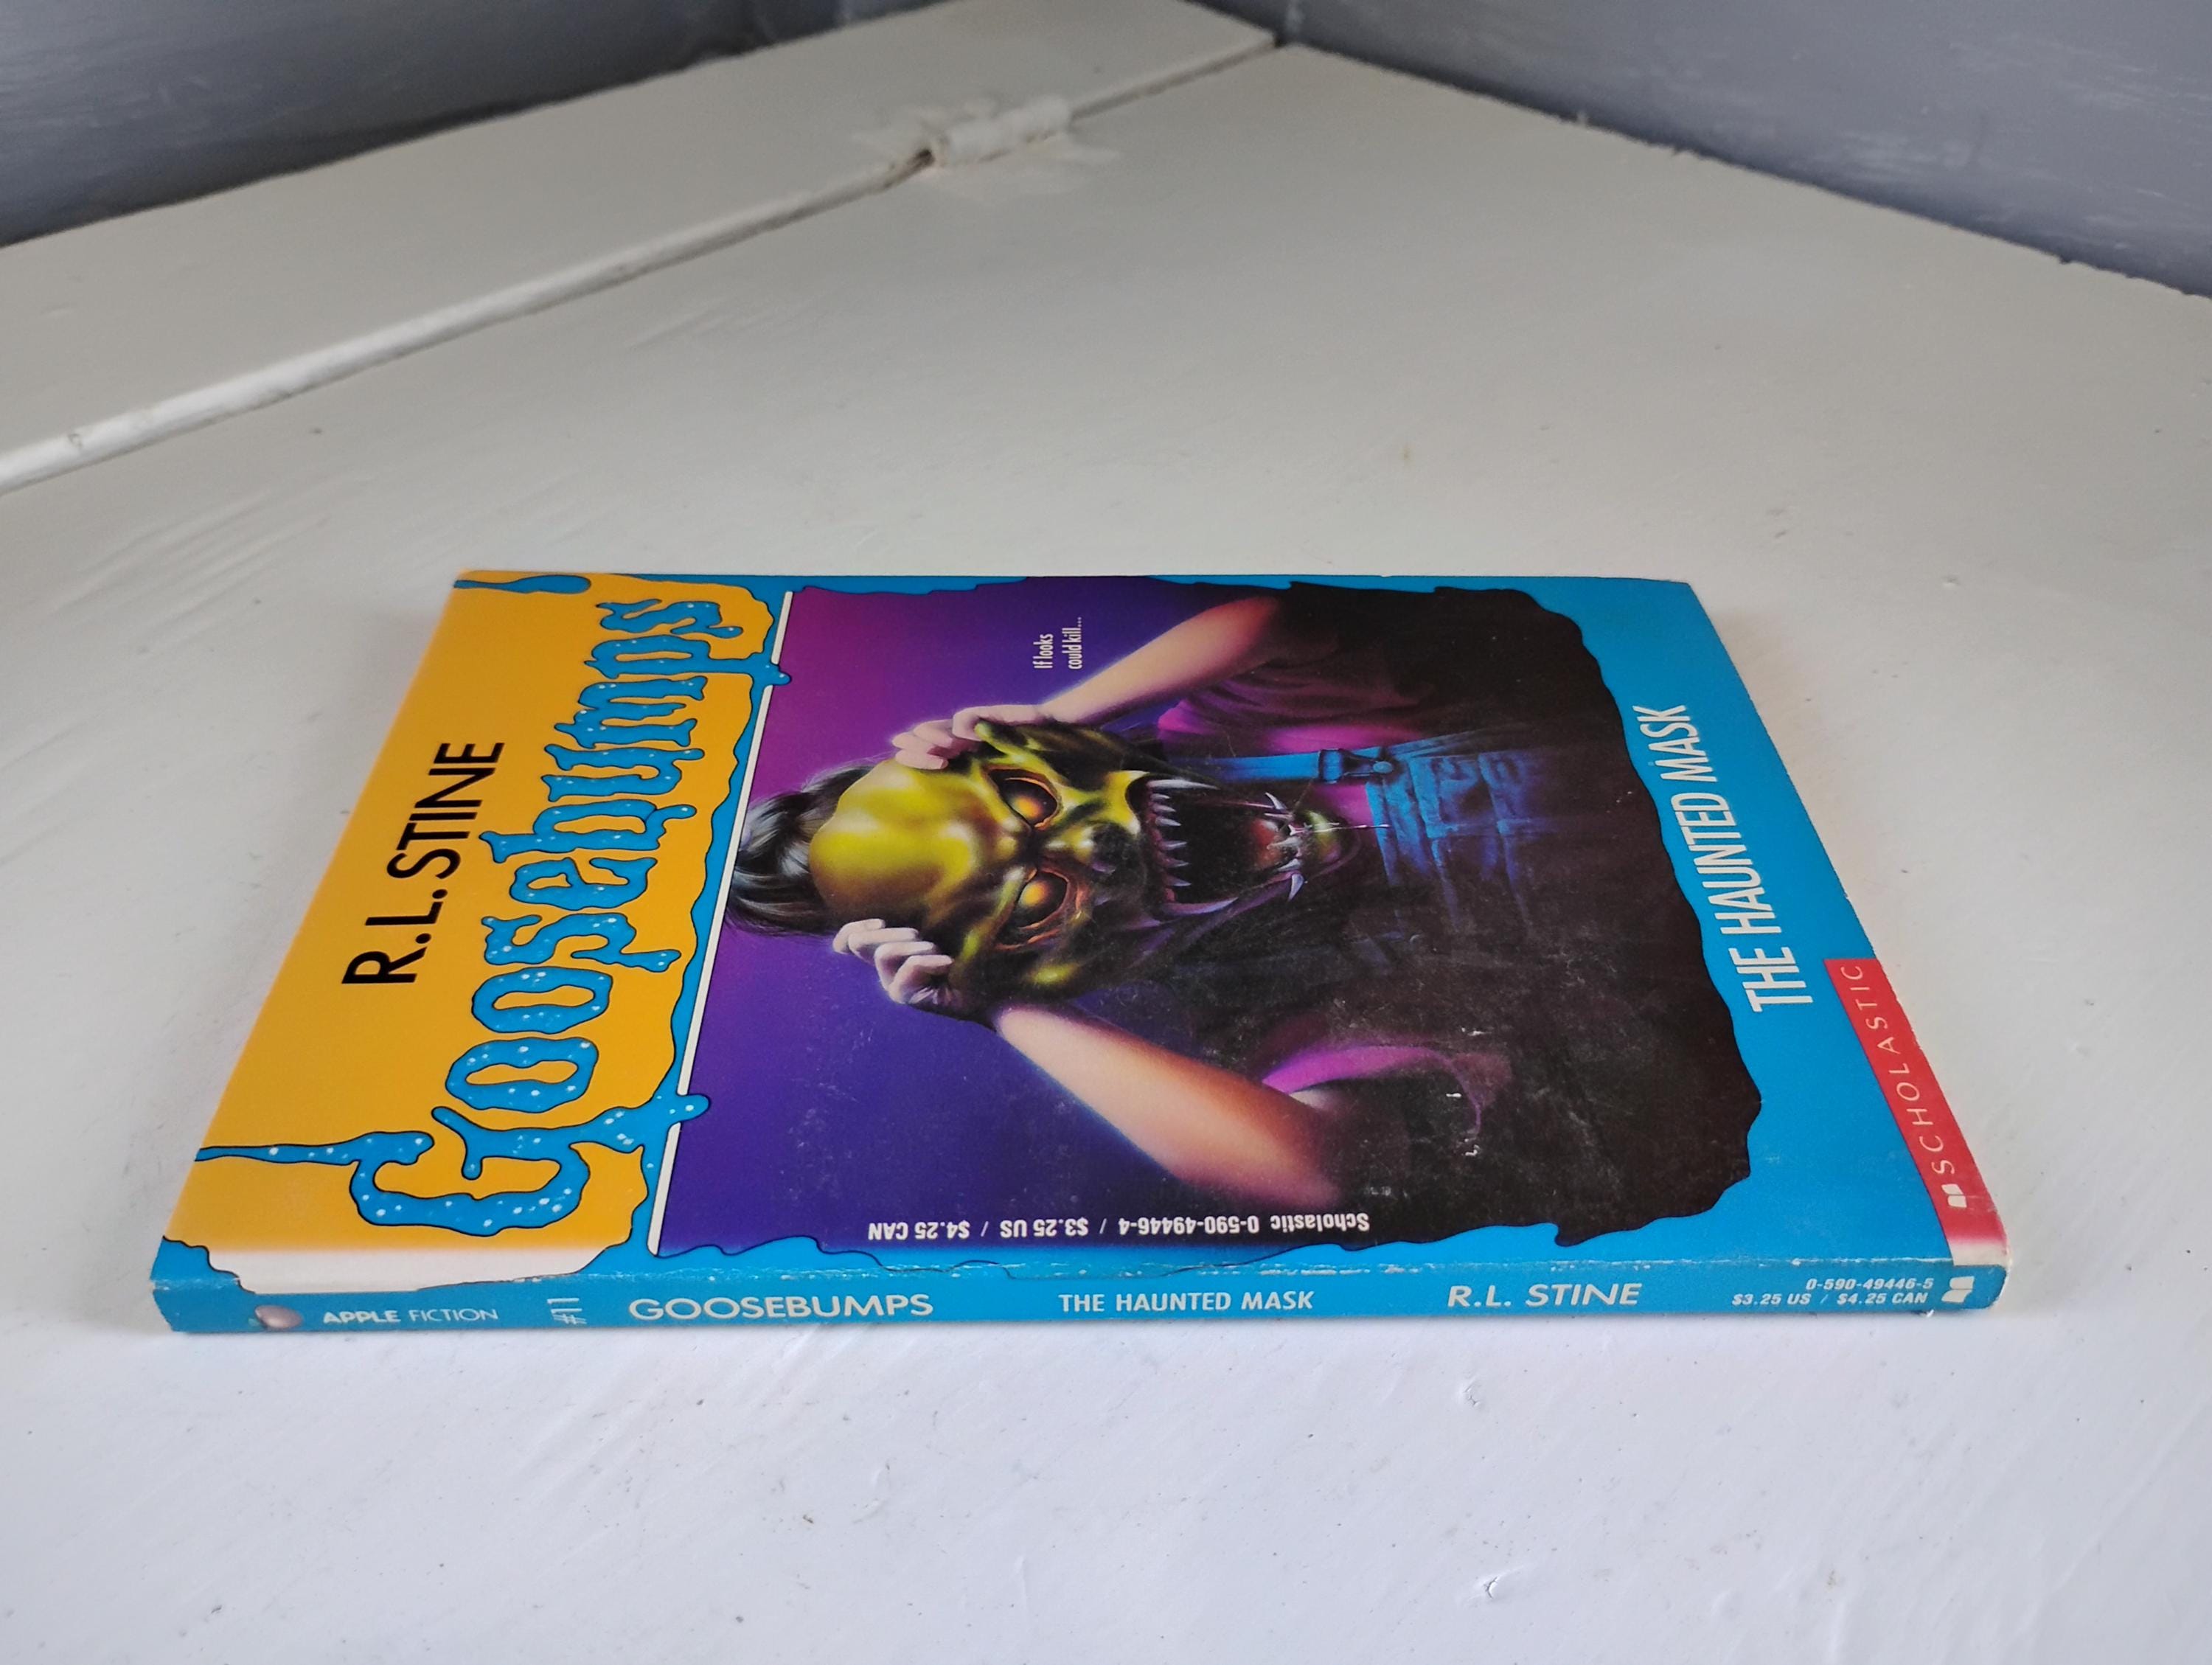 R.L. STINE
Goosebumps
If looks
could kill...
THE HAUNTED MASK
SCHOLASTIC
Scholastic 0-590-49446-4 / $3.25 US / $4.25 CAN
APPLE FICTION
#11
GOOSEBUMPS
THE HAUNTED MASK
R.L. STINE
0-590-49446-5
$3.25 US / $4.25 CAN